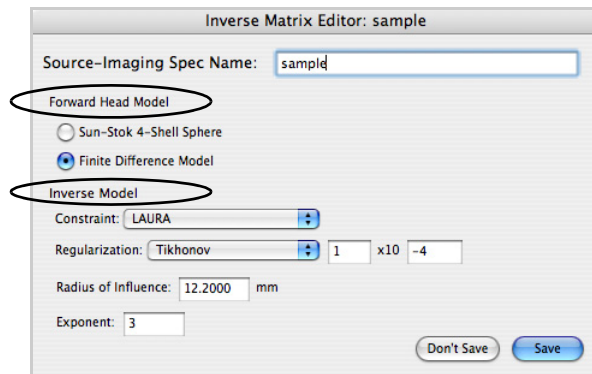 Inverse Matrix Editor: sample
Source-Imaging Spec Name: sample
Forward Head Model
Sun-Stok 4-Shell Sphere
Finite Difference Model
Inverse Model
Constraint: LAURA
Regularization: Tikhonov 1 x10 -4
Radius of Influence: 12.2000 mm
Exponent: 3
Don't Save Save